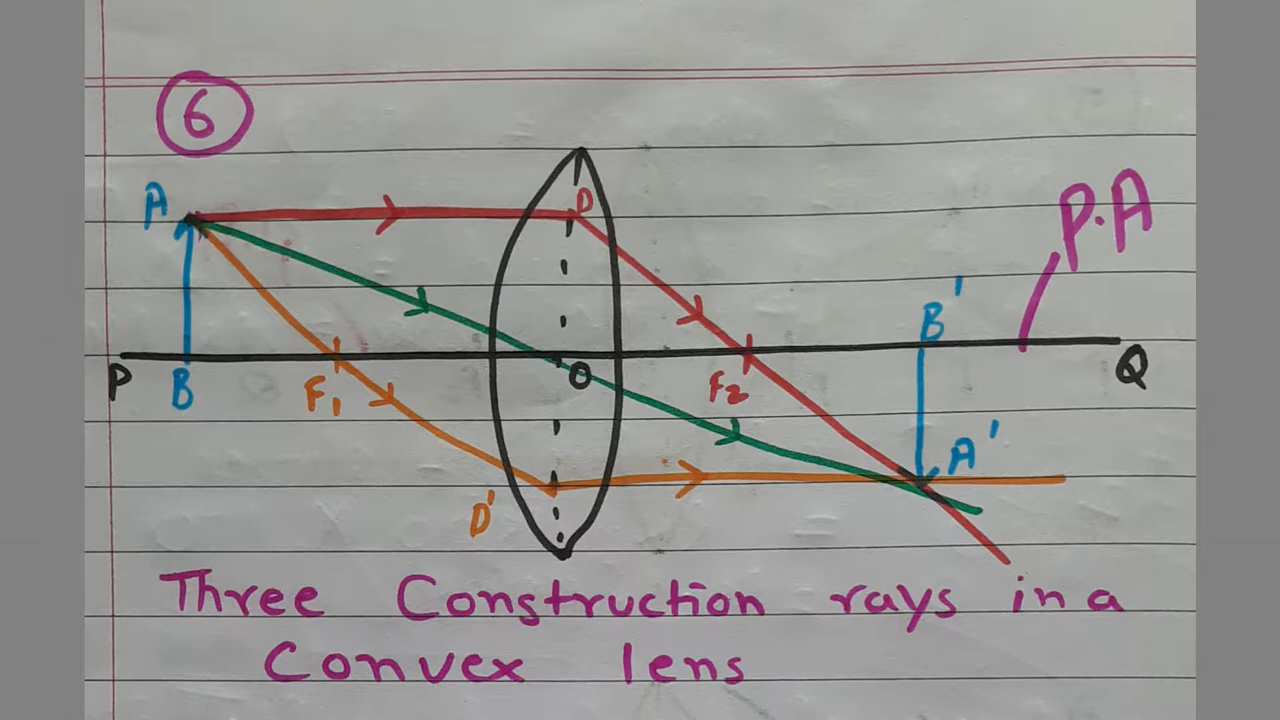 6
A
D
P.A
B'
P
B
F₁
O
F₂
Q
A'
D'
Three Construction rays in a
Convex lens